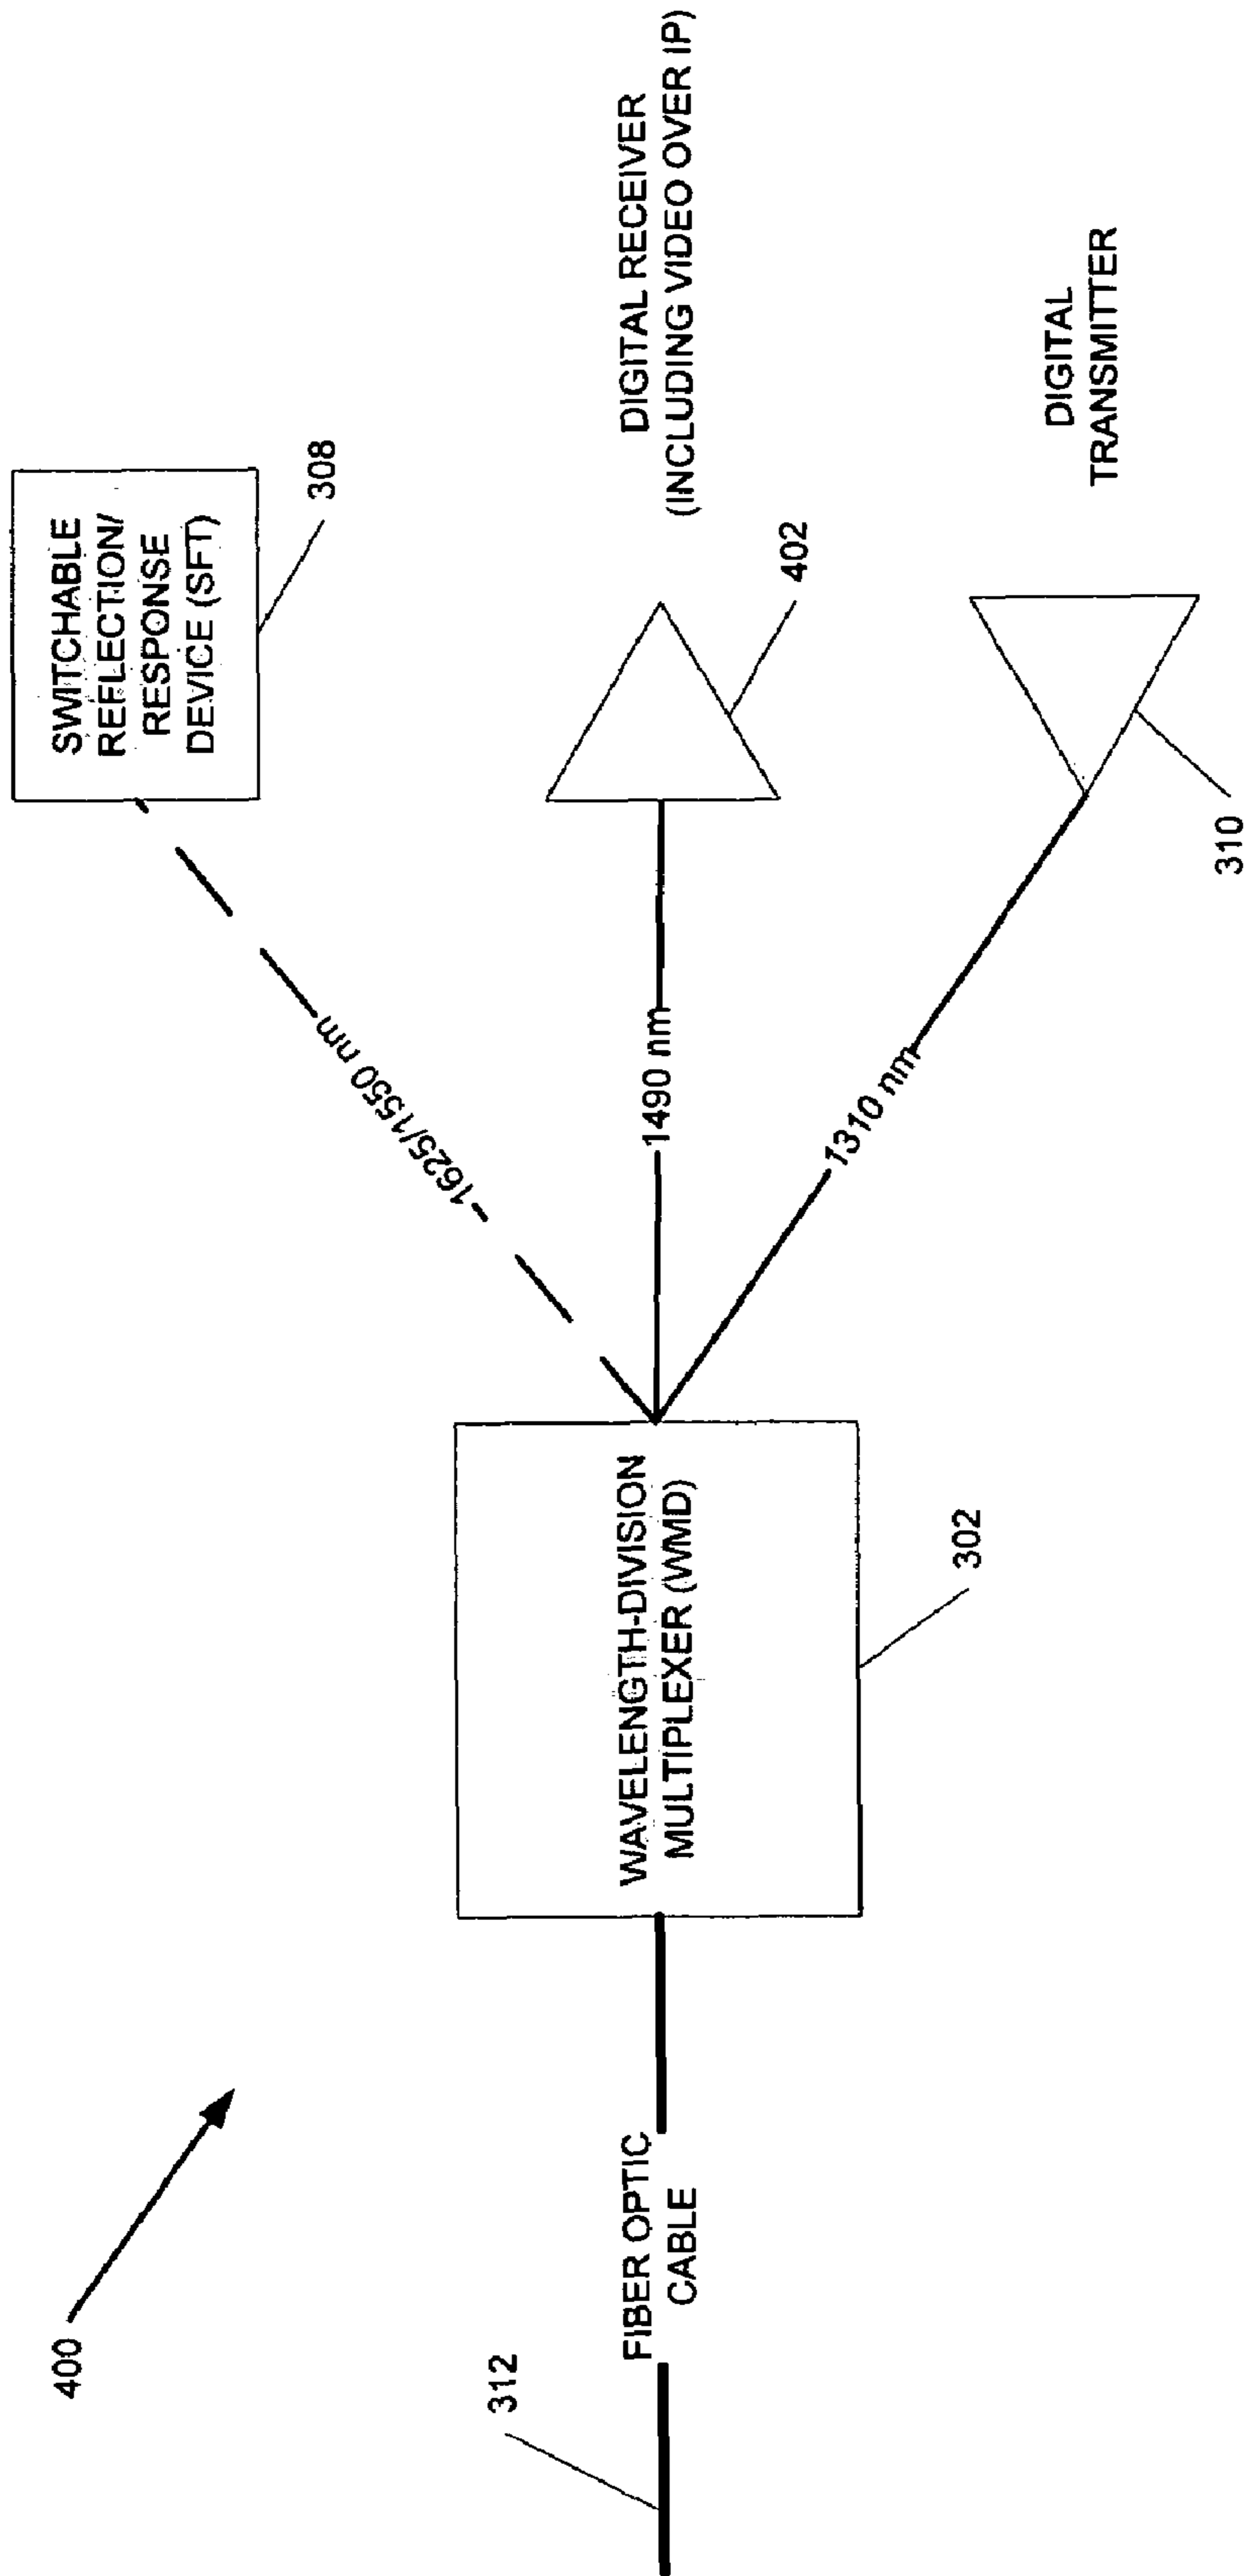 400
312
FIBER OPTIC
CABLE
WAVELENGTH-DIVISION
MULTIPLEXER (WMD)
302
1625/1550 nm
1490 nm
1310 nm
SWITCHABLE
REFLECTION/
RESPONSE
DEVICE (SFT)
308
402
DIGITAL RECEIVER
(INCLUDING VIDEO OVER IP)
310
DIGITAL
TRANSMITTER